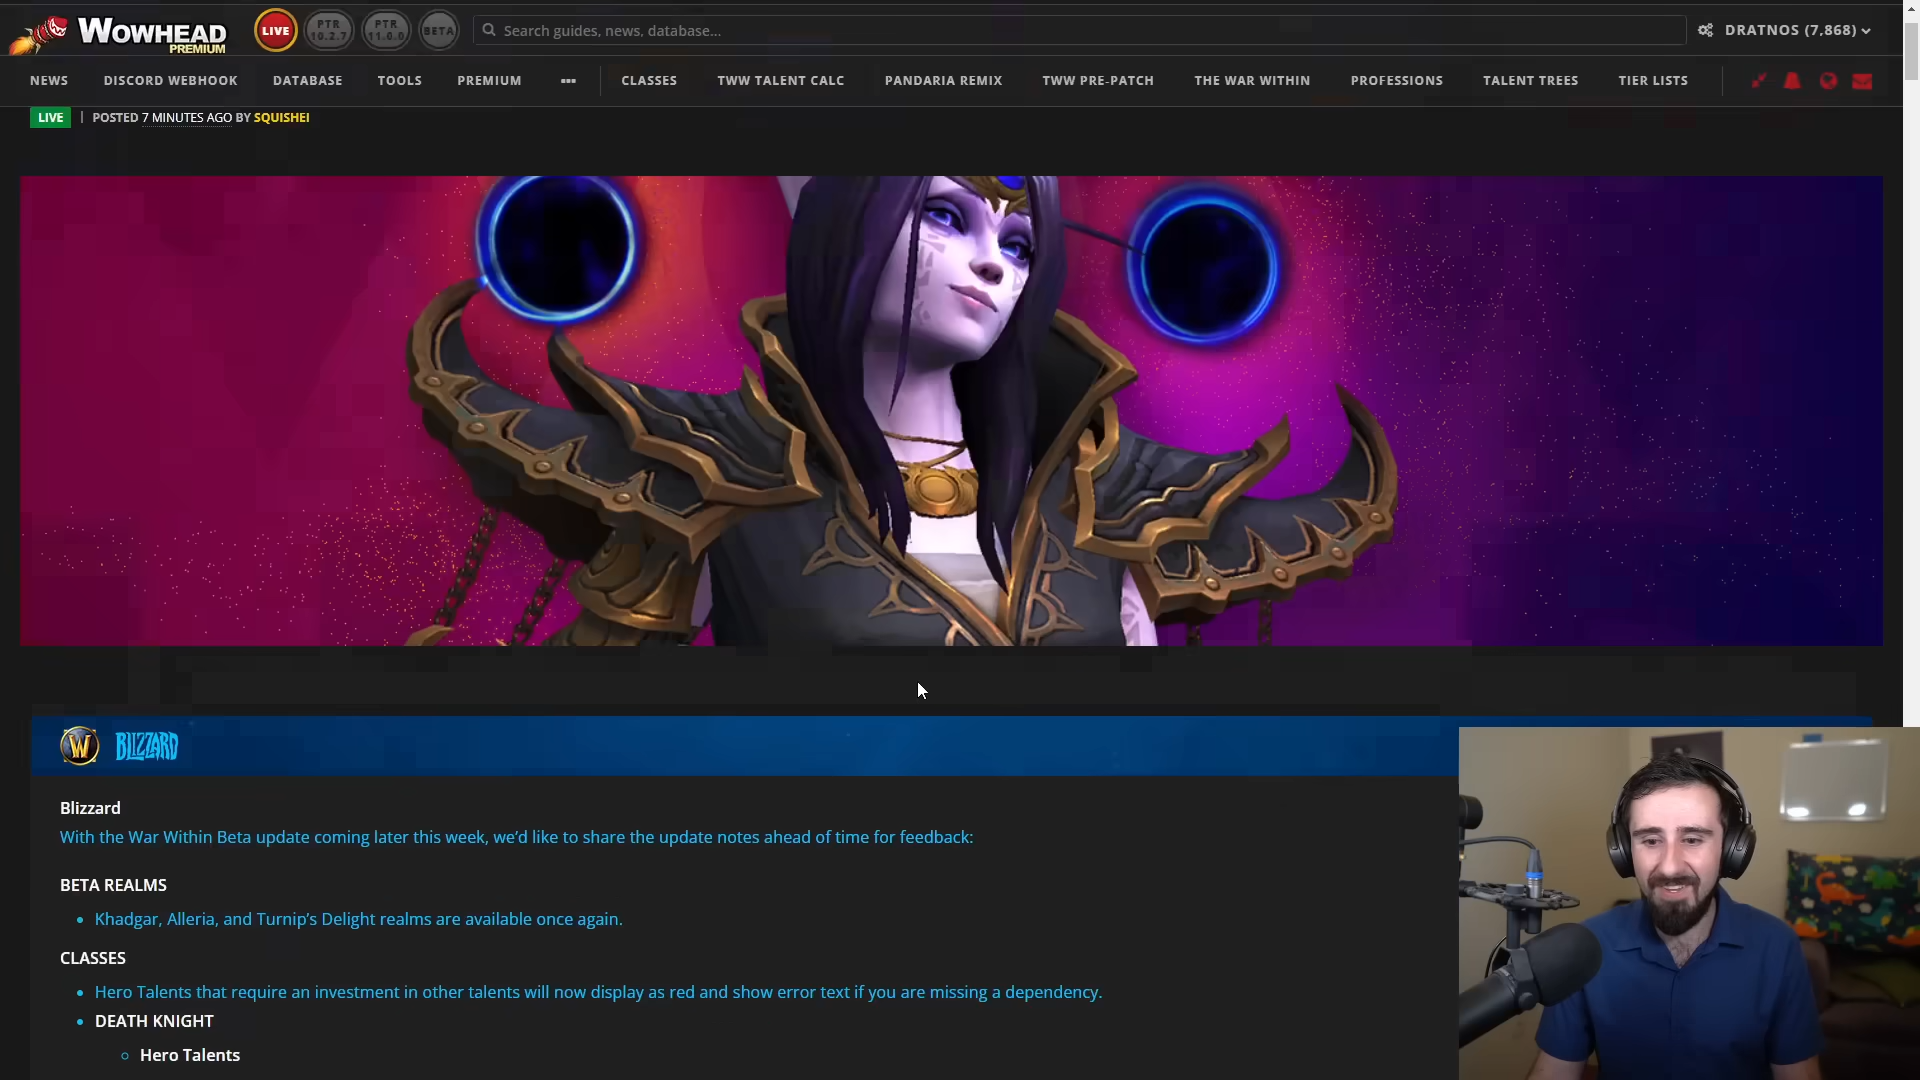 WOWHEAD
PREMIUM
LIVE
PTR
10.2.7
PTR
11.0.0
BETA
Search guides, news, database...
DRATNOS (7,868)
NEWS
DISCORD WEBHOOK
DATABASE
TOOLS
PREMIUM
•••
CLASSES
TWW TALENT CALC
PANDARIA REMIX
TWW PRE-PATCH
THE WAR WITHIN
PROFESSIONS
TALENT TREES
TIER LISTS
LIVE | POSTED 7 MINUTES AGO BY SQUISHEI
W BLIZZARD
Blizzard
With the War Within Beta update coming later this week, we’d like to share the update notes ahead of time for feedback:
BETA REALMS
• Khadgar, Alleria, and Turnip’s Delight realms are available once again.
CLASSES
• Hero Talents that require an investment in other talents will now display as red and show error text if you are missing a dependency.
• DEATH KNIGHT
◦ Hero Talents